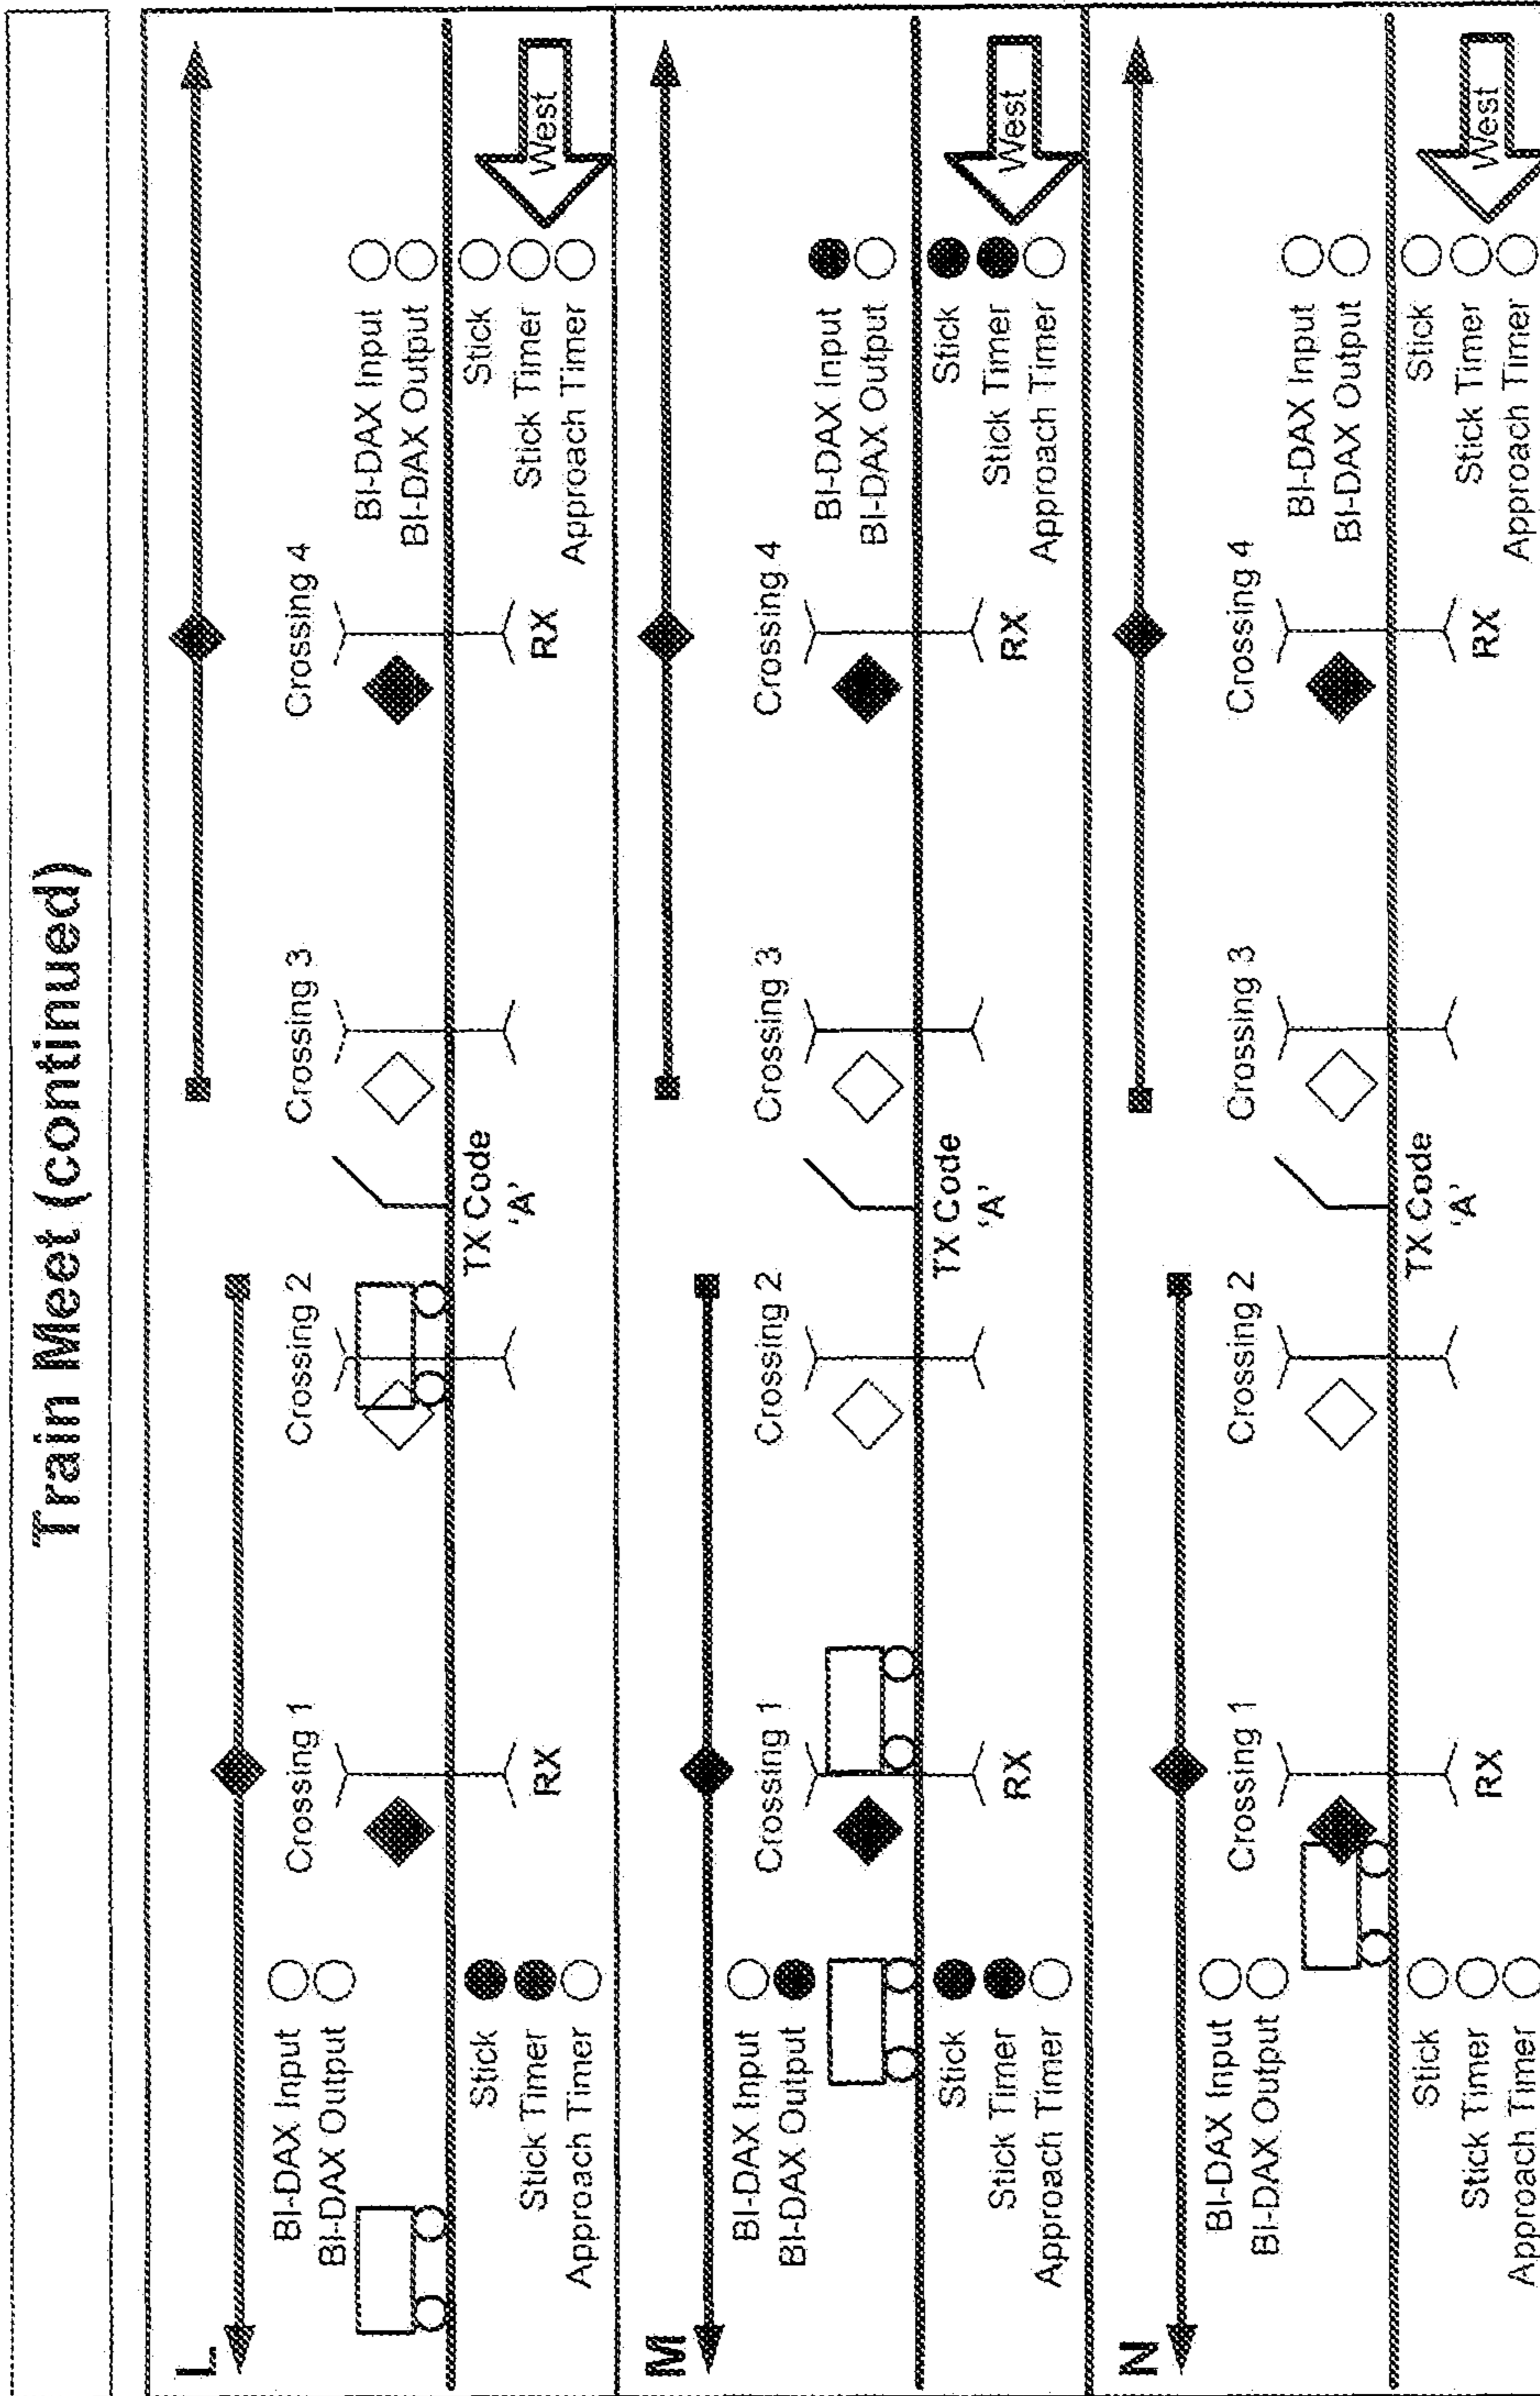 Train Meet (continued)
L
BI-DAX Input
BI-DAX Output
Crossing 1
Crossing 2
Crossing 3
Crossing 4
BI-DAX Input
BI-DAX Output
Stick
Stick Timer
Approach Timer
RX
TX Code
'A'
RX
Stick
Stick Timer
Approach Timer
West
M
BI-DAX Input
BI-DAX Output
Crossing 1
Crossing 2
Crossing 3
Crossing 4
BI-DAX Input
BI-DAX Output
Stick
Stick Timer
Approach Timer
RX
TX Code
'A'
RX
Stick
Stick Timer
Approach Timer
West
N
BI-DAX Input
BI-DAX Output
Crossing 1
Crossing 2
Crossing 3
Crossing 4
BI-DAX Input
BI-DAX Output
Stick
Stick Timer
Approach Timer
RX
TX Code
'A'
RX
Stick
Stick Timer
Approach Timer
West